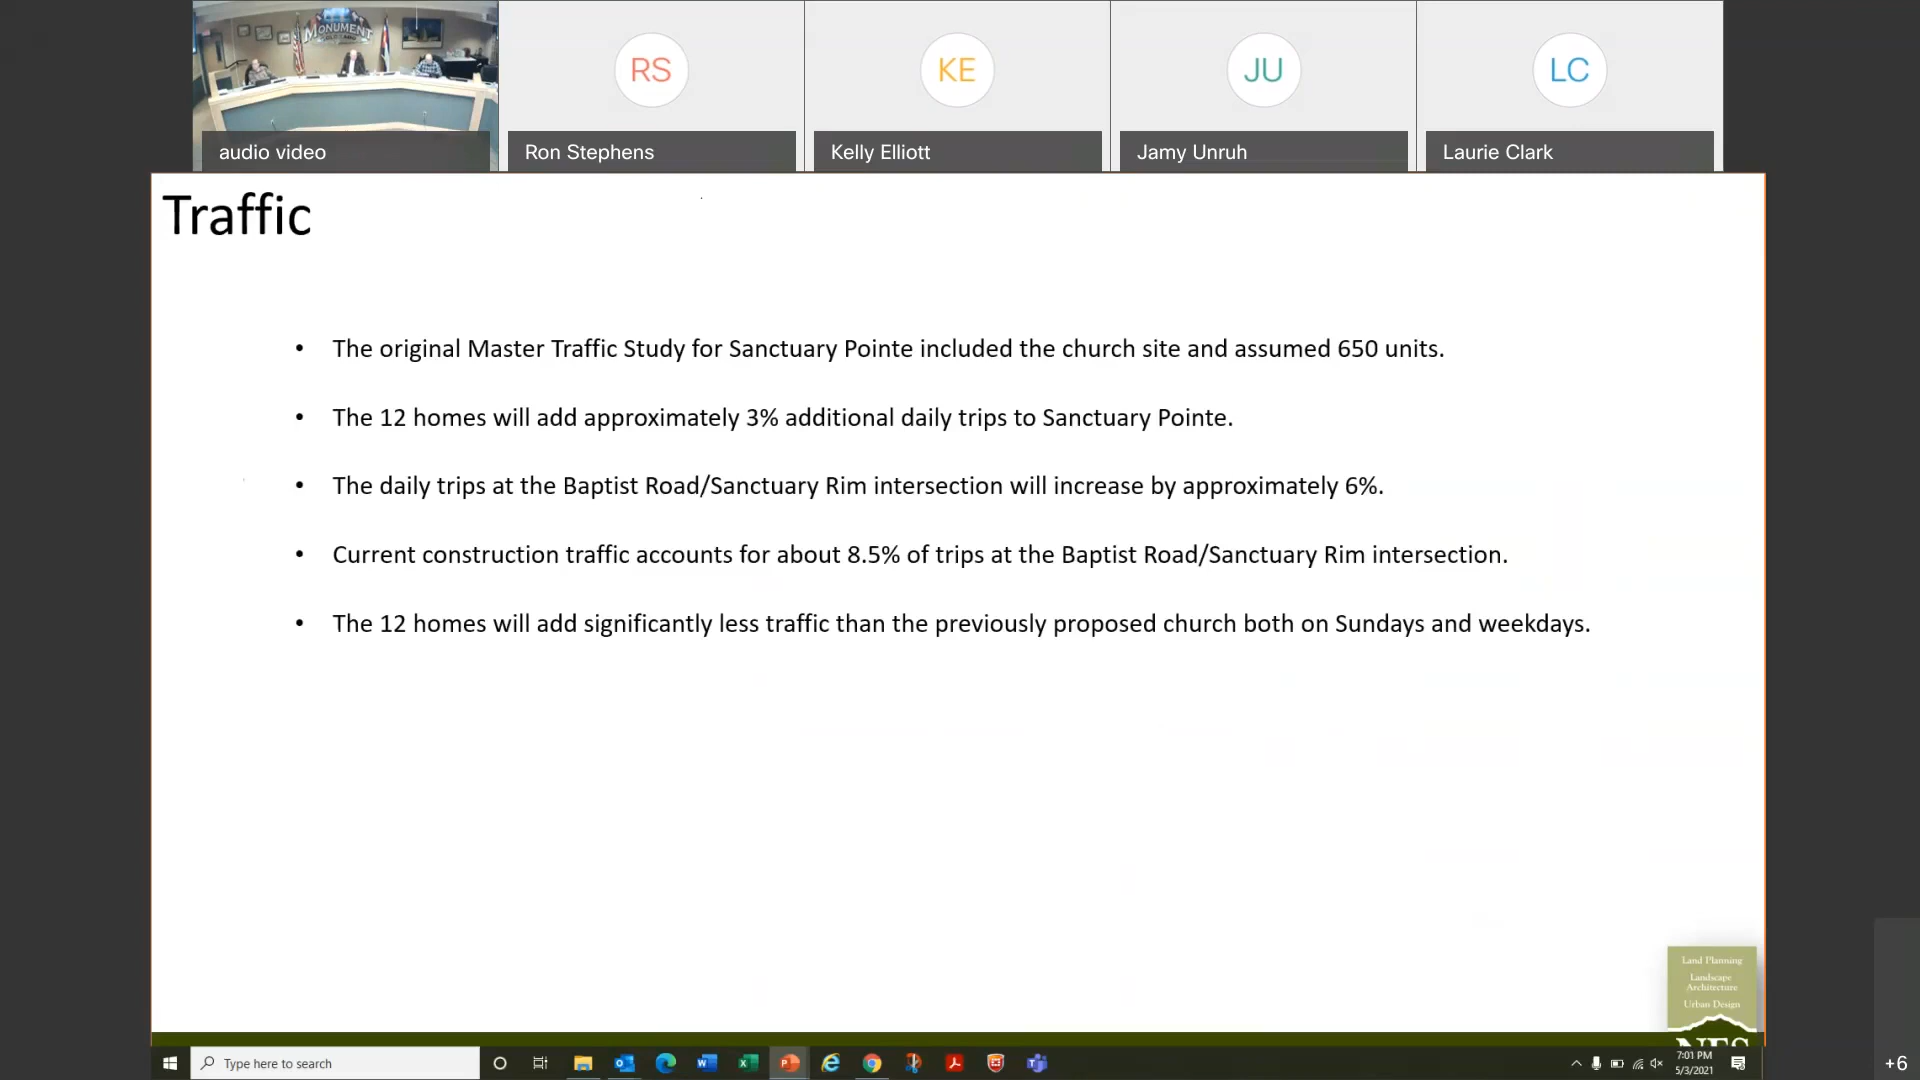 MONUMENT
RS
KE
JU
LC
audio video
Ron Stephens
Kelly Elliott
Jamy Unruh
Laurie Clark
Traffic
• The original Master Traffic Study for Sanctuary Pointe included the church site and assumed 650 units.
• The 12 homes will add approximately 3% additional daily trips to Sanctuary Pointe.
• The daily trips at the Baptist Road/Sanctuary Rim intersection will increase by approximately 6%.
• Current construction traffic accounts for about 8.5% of trips at the Baptist Road/Sanctuary Rim intersection.
• The 12 homes will add significantly less traffic than the previously proposed church both on Sundays and weekdays.
Land Planning
Landscape
Architecture
Urban Design
NES
Type here to search
7:01 PM
5/3/2021
+6